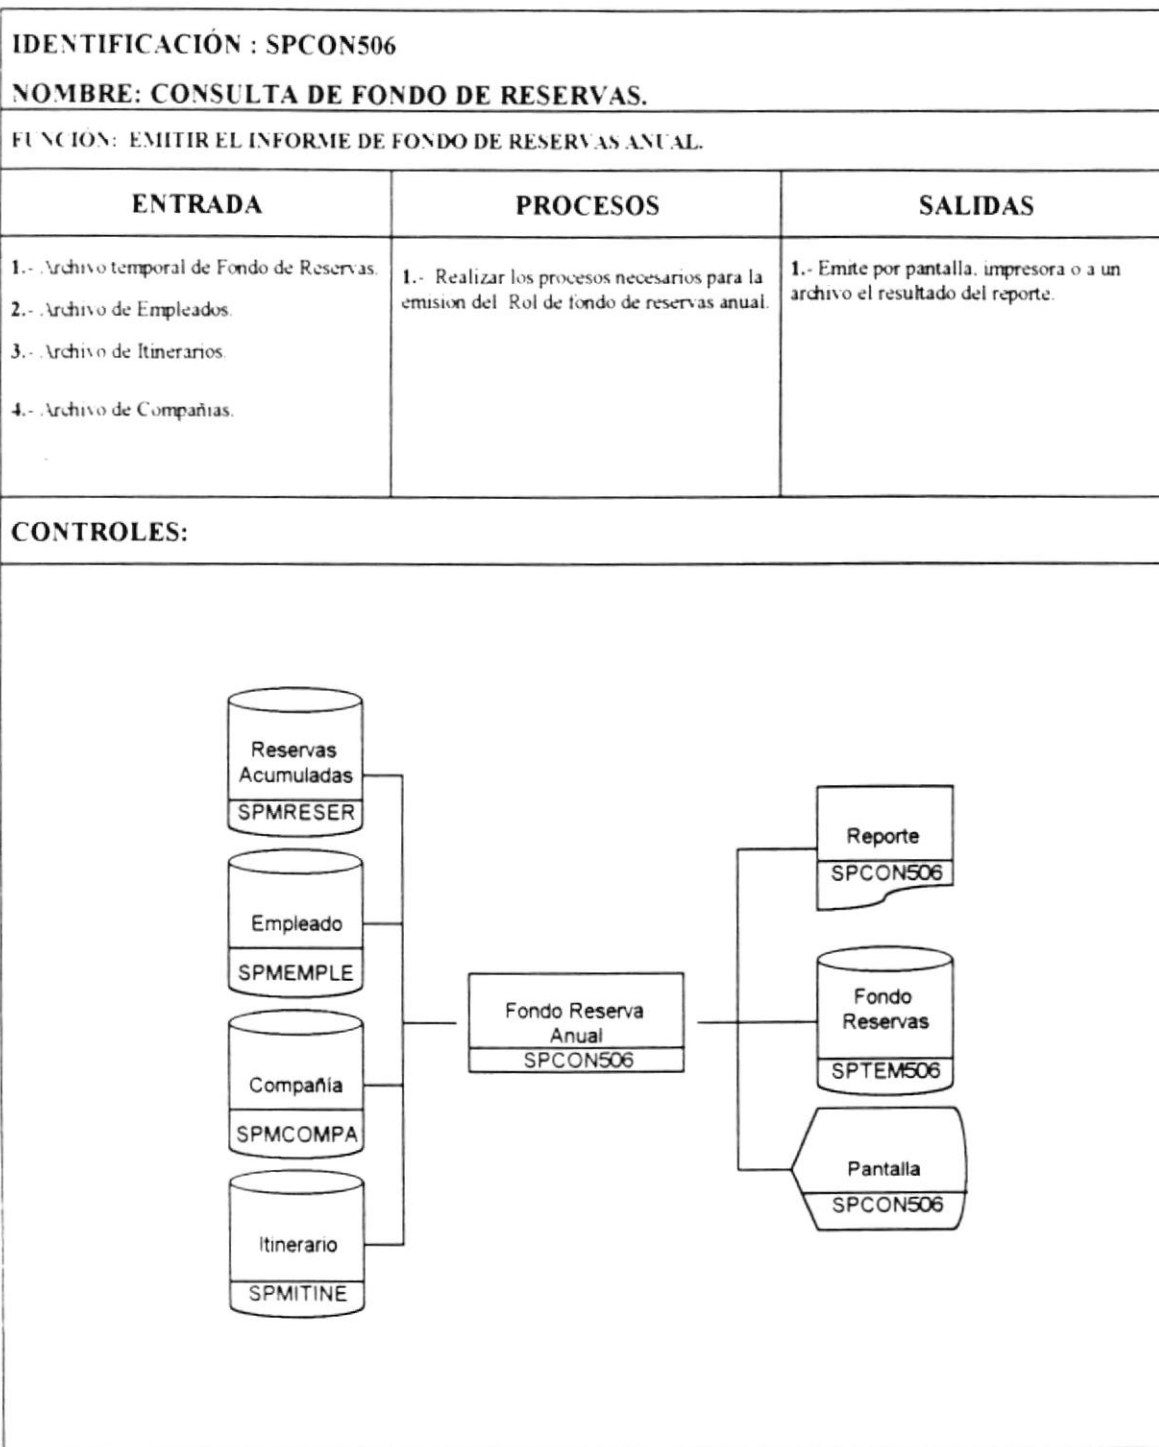 IDENTIFICACIÓN : SPCON506
NOMBRE: CONSULTA DE FONDO DE RESERVAS.
FUNCIÓN: EMITIR EL INFORME DE FONDO DE RESERVAS ANUAL.
ENTRADA
PROCESOS
SALIDAS
1.- Archivo temporal de Fondo de Reservas.
2.- Archivo de Empleados.
3.- Archivo de Itinerarios.
4.- Archivo de Compañias.
1.- Realizar los procesos necesarios para la
emision del Rol de fondo de reservas anual.
1.- Emite por pantalla, impresora o a un
archivo el resultado del reporte.
CONTROLES:
Reservas
Acumuladas
SPMRESER
Empleado
SPMEMPLE
Compañía
SPMCOMPA
Itinerario
SPMITINE
Fondo Reserva
Anual
SPCON506
Reporte
SPCON506
Fondo
Reservas
SPTEM506
Pantalla
SPCON506